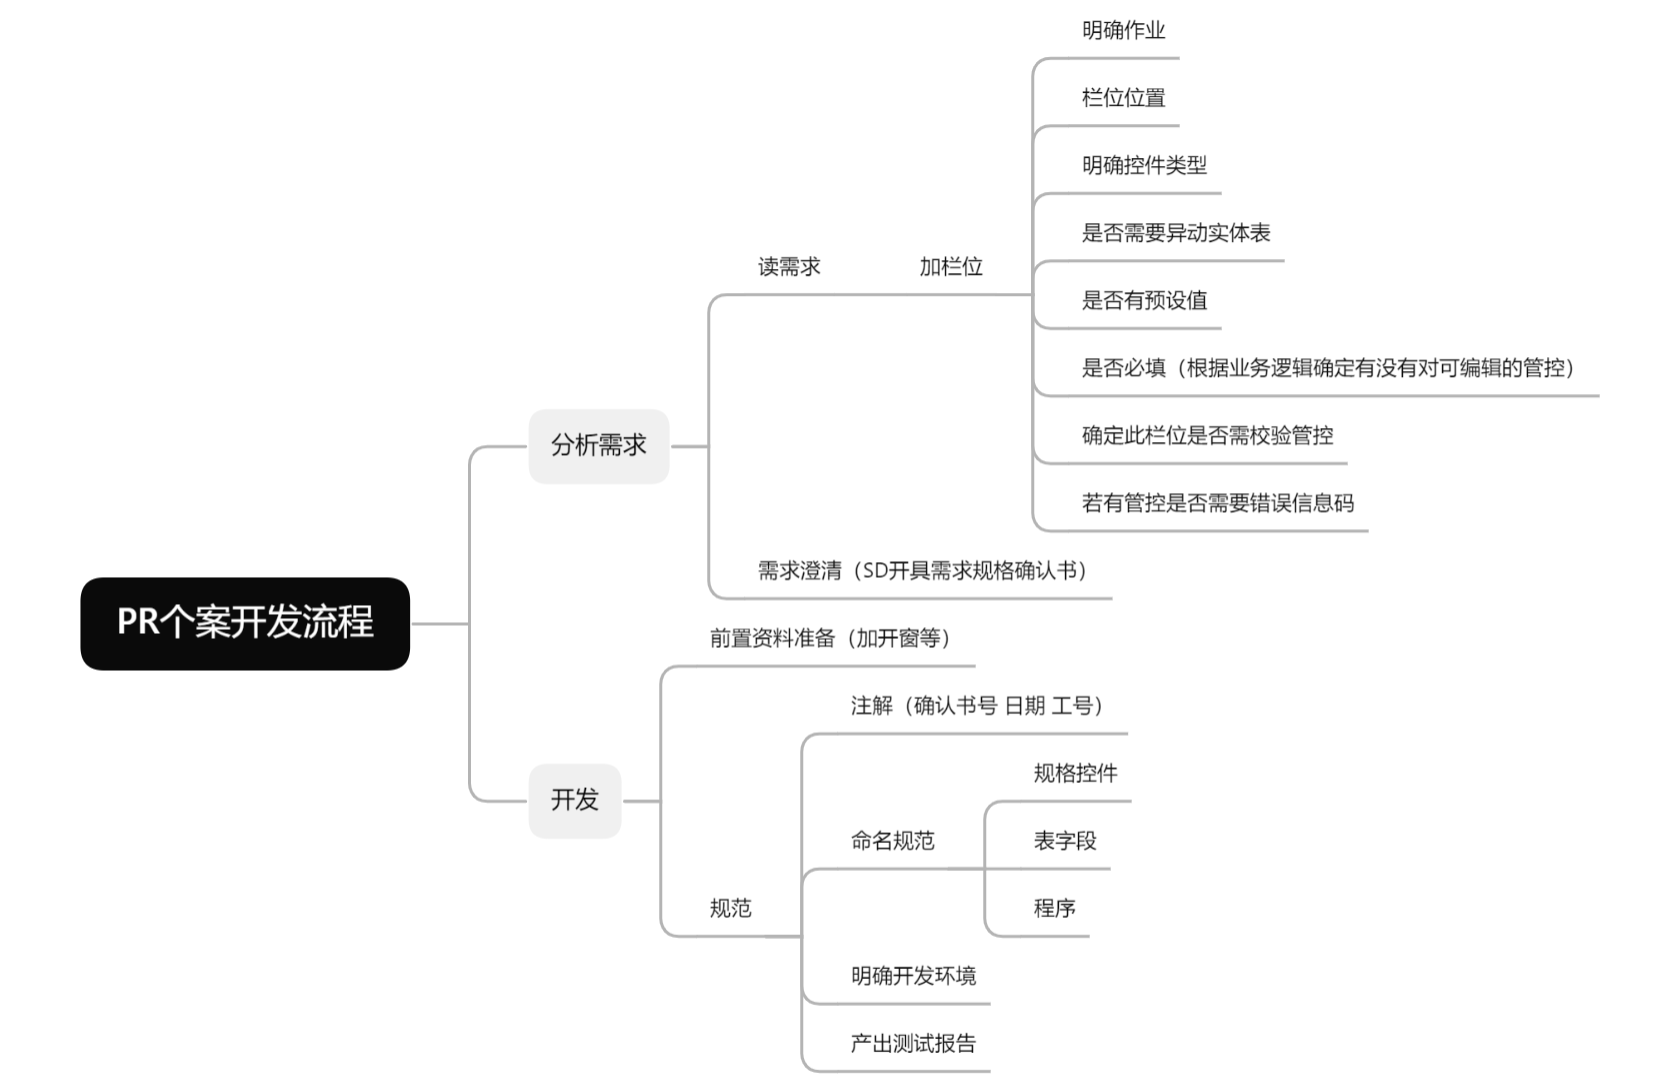 明确作业
栏位位置
明确控件类型
是否需要异动实体表
读需求
加栏位
是否有预设值
是否必填（根据业务逻辑确定有没有对可编辑的管控）
确定此栏位是否需校验管控
分析需求
若有管控是否需要错误信息码
需求澄清（SD开具需求规格确认书）
PR个案开发流程
前置资料准备（加开窗等）
注解（确认书号 日期 工号）
规格控件
开发
命名规范
表字段
规范
程序
明确开发环境
产出测试报告